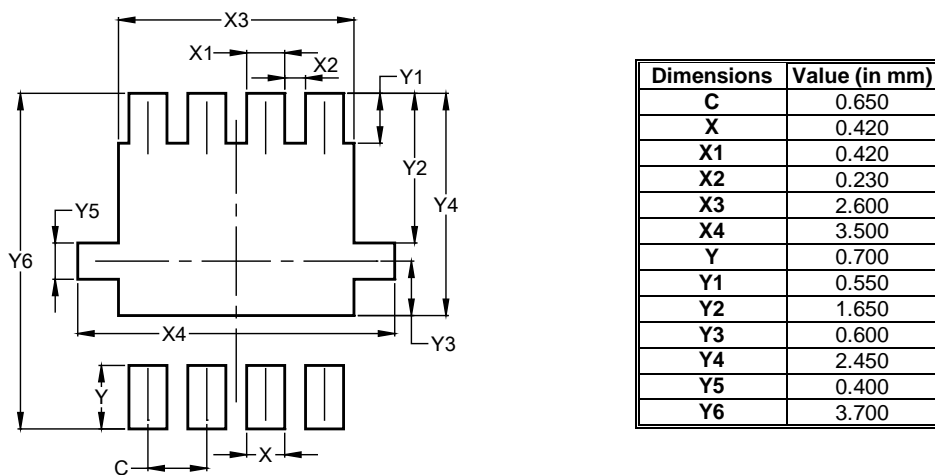 X3
X1
X2
Y1
Y2
Y4
Y5
Y6
X4
Y3
Y
X
C
Dimensions Value (in mm)
C 0.650
X 0.420
X1 0.420
X2 0.230
X3 2.600
X4 3.500
Y 0.700
Y1 0.550
Y2 1.650
Y3 0.600
Y4 2.450
Y5 0.400
Y6 3.700